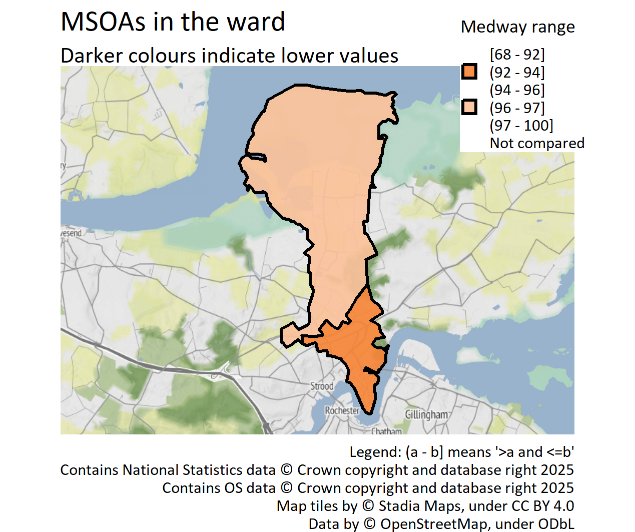 MSOAs in the ward
Darker colours indicate lower values
Medway range
[68 - 92]
(92 - 94]
(94 - 96]
(96 - 97]
(97 - 100]
Not compared
ry
vesend
Strood
Rochester
Gillingham
Chatham
Legend: (a - b] means '>a and <=b'
Contains National Statistics data © Crown copyright and database right 2025
Contains OS data © Crown copyright and database right 2025
Map tiles by © Stadia Maps, under CC BY 4.0
Data by © OpenStreetMap, under ODbL